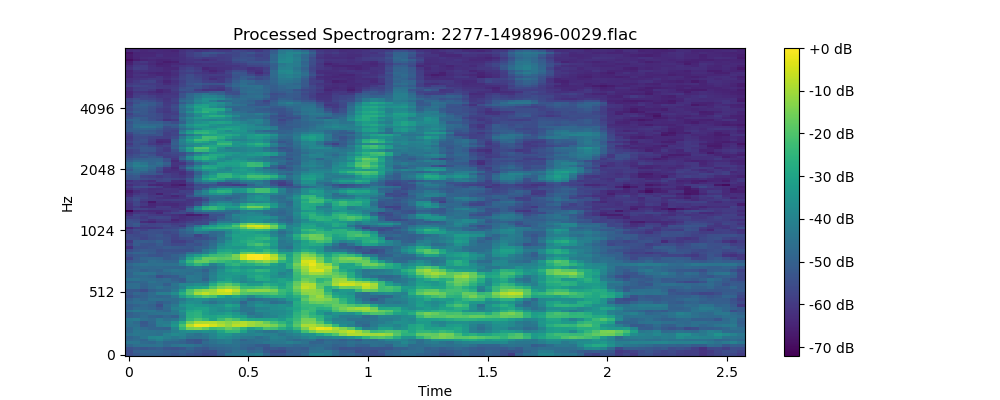 Processed Spectrogram: 2277-149896-0029.flac
Hz
4096
2048
1024
512
0
0
0.5
1
1.5
2
2.5
Time
+0 dB
-10 dB
-20 dB
-30 dB
-40 dB
-50 dB
-60 dB
-70 dB